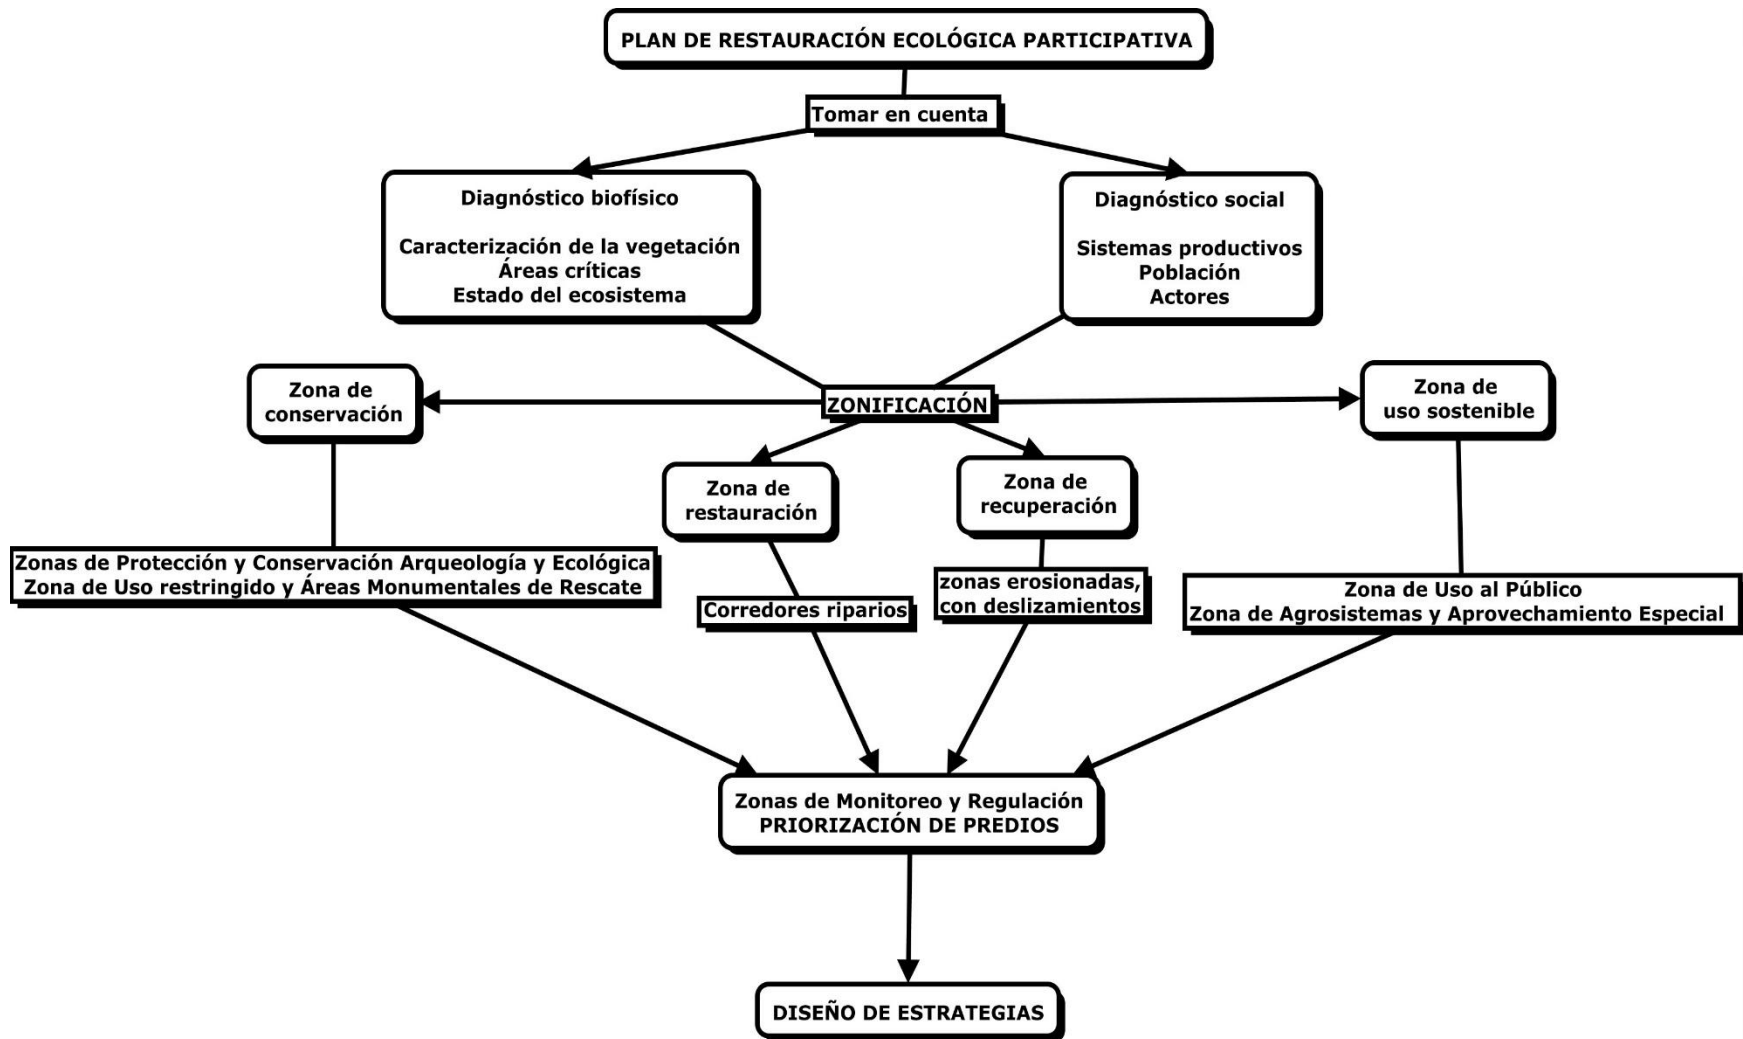 PLAN DE RESTAURACIÓN ECOLÓGICA PARTICIPATIVA
Tomar en cuenta
Diagnóstico biofísico
Caracterización de la vegetación
Áreas críticas
Estado del ecosistema
Diagnóstico social
Sistemas productivos
Población
Actores
Zona de
conservación
ZONIFICACIÓN
Zona de
uso sostenible
Zona de
restauración
Zona de
recuperación
Zonas de Protección y Conservación Arqueología y Ecológica
Zona de Uso restringido y Áreas Monumentales de Rescate
Corredores riparios
zonas erosionadas,
con deslizamientos
Zona de Uso al Público
Zona de Agrosistemas y Aprovechamiento Especial
Zonas de Monitoreo y Regulación
PRIORIZACIÓN DE PREDIOS
DISEÑO DE ESTRATEGIAS